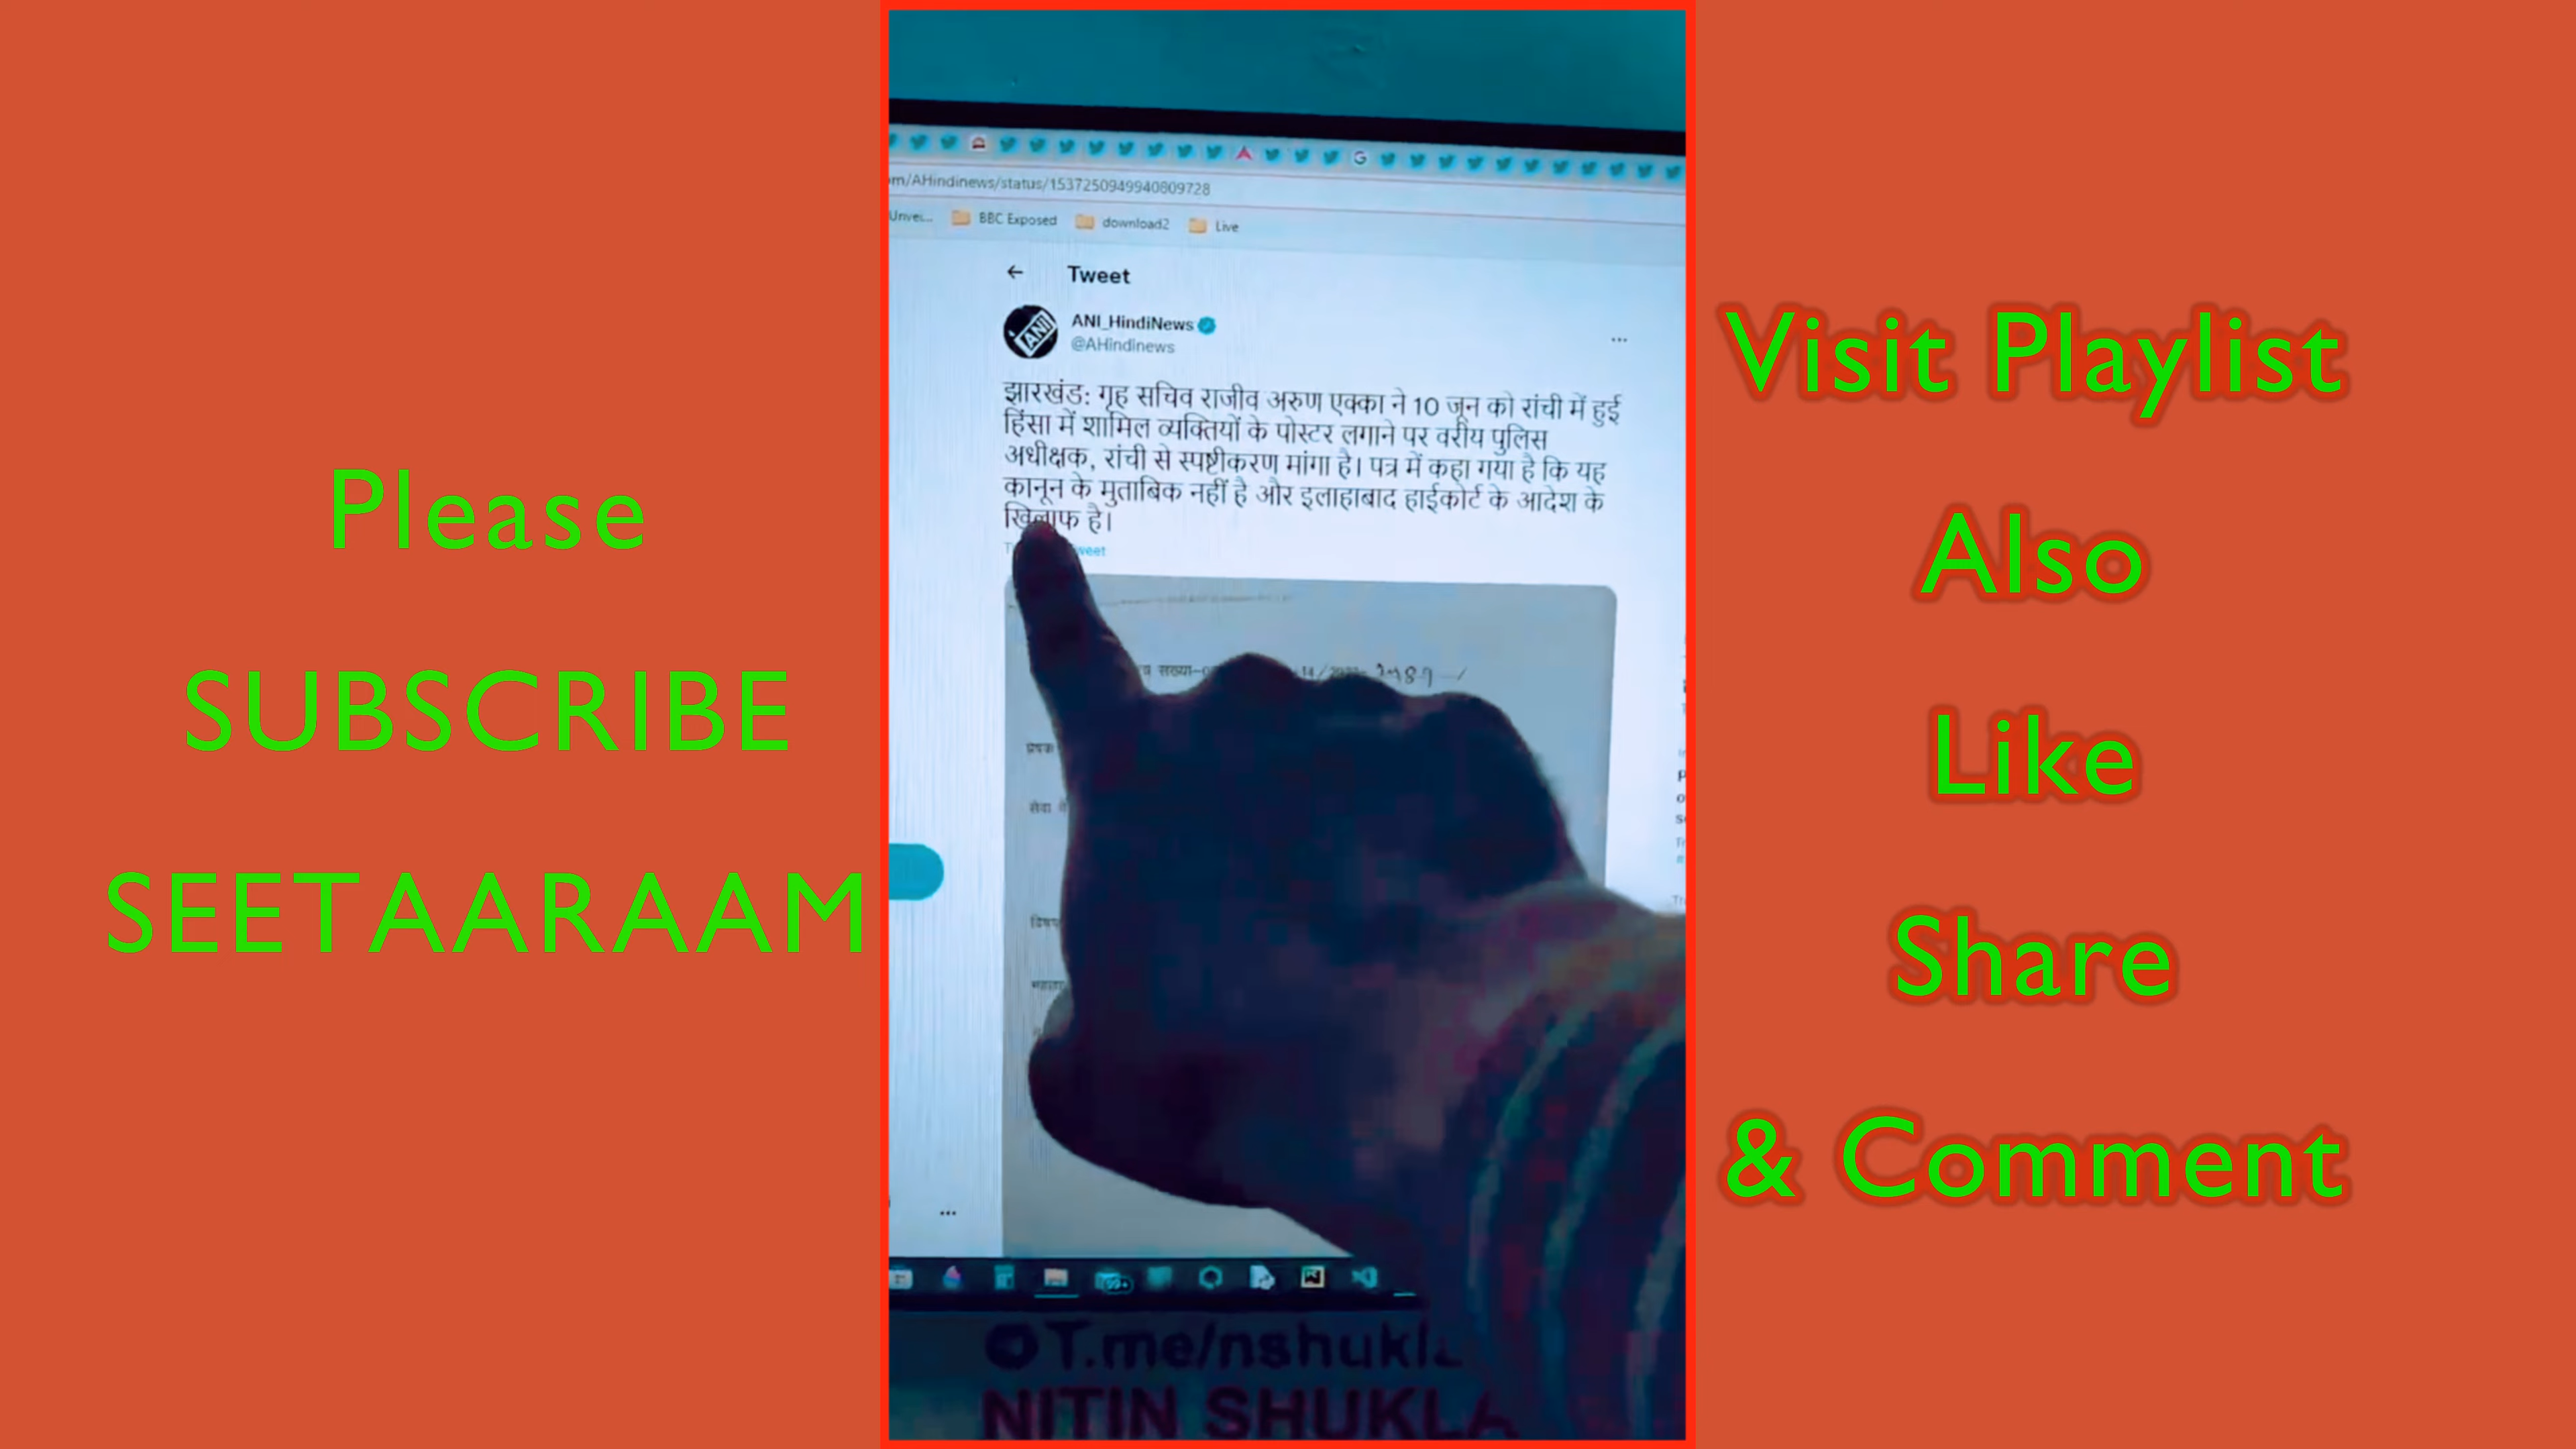 Please
SUBSCRIBE
SEETAARAAM
om/AHindinews/status/1537250949940809728
BBC Exposed
download2
Live
Tweet
ANI_HindiNews
@AHindinews
झारखंड: गृह सचिव राजीव अरुण एक्का ने 10 जून को रांची में हुई
हिंसा में शामिल व्यक्तियों के पोस्टर लगाने पर वरीय पुलिस
अधीक्षक, रांची से स्पष्टीकरण मांगा है। पत्र में कहा गया है कि यह
कानून के मुताबिक नहीं है और इलाहाबाद हाईकोर्ट के आदेश के
खिलाफ है।
सेवा
T.me/nshukla
NITIN SHUKLA
Visit Playlist
Also
Like
Share
& Comment